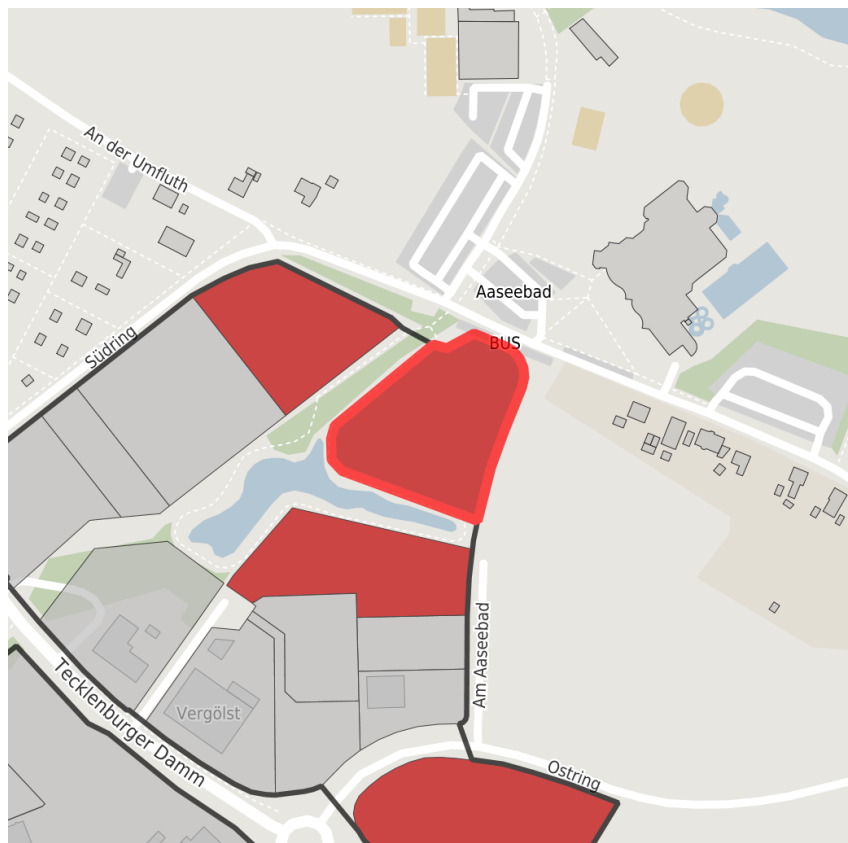 An der Umfluth
Aaseebad
BUS
Südring
Am Aaseebad
Vergölst
Tecklenburger Damm
Ostring